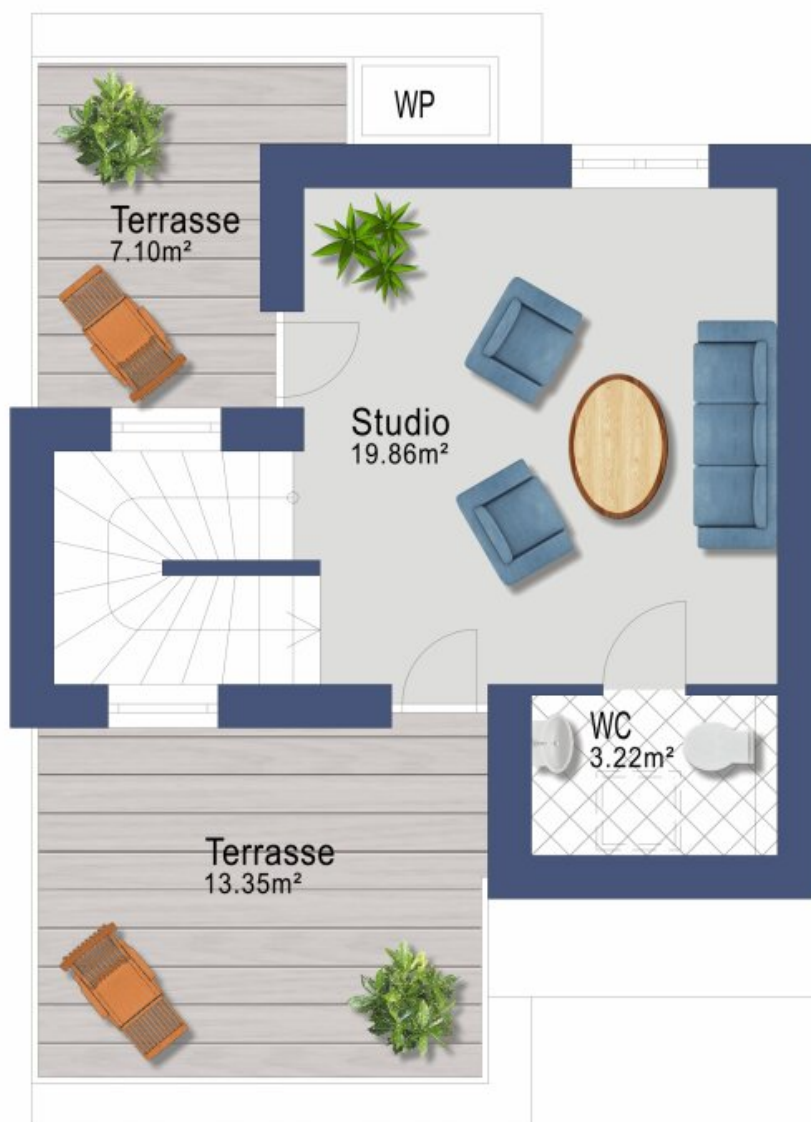 WP
Terrasse
7.10m²
Studio
19.86m²
WC
3.22m²
Terrasse
13.35m²